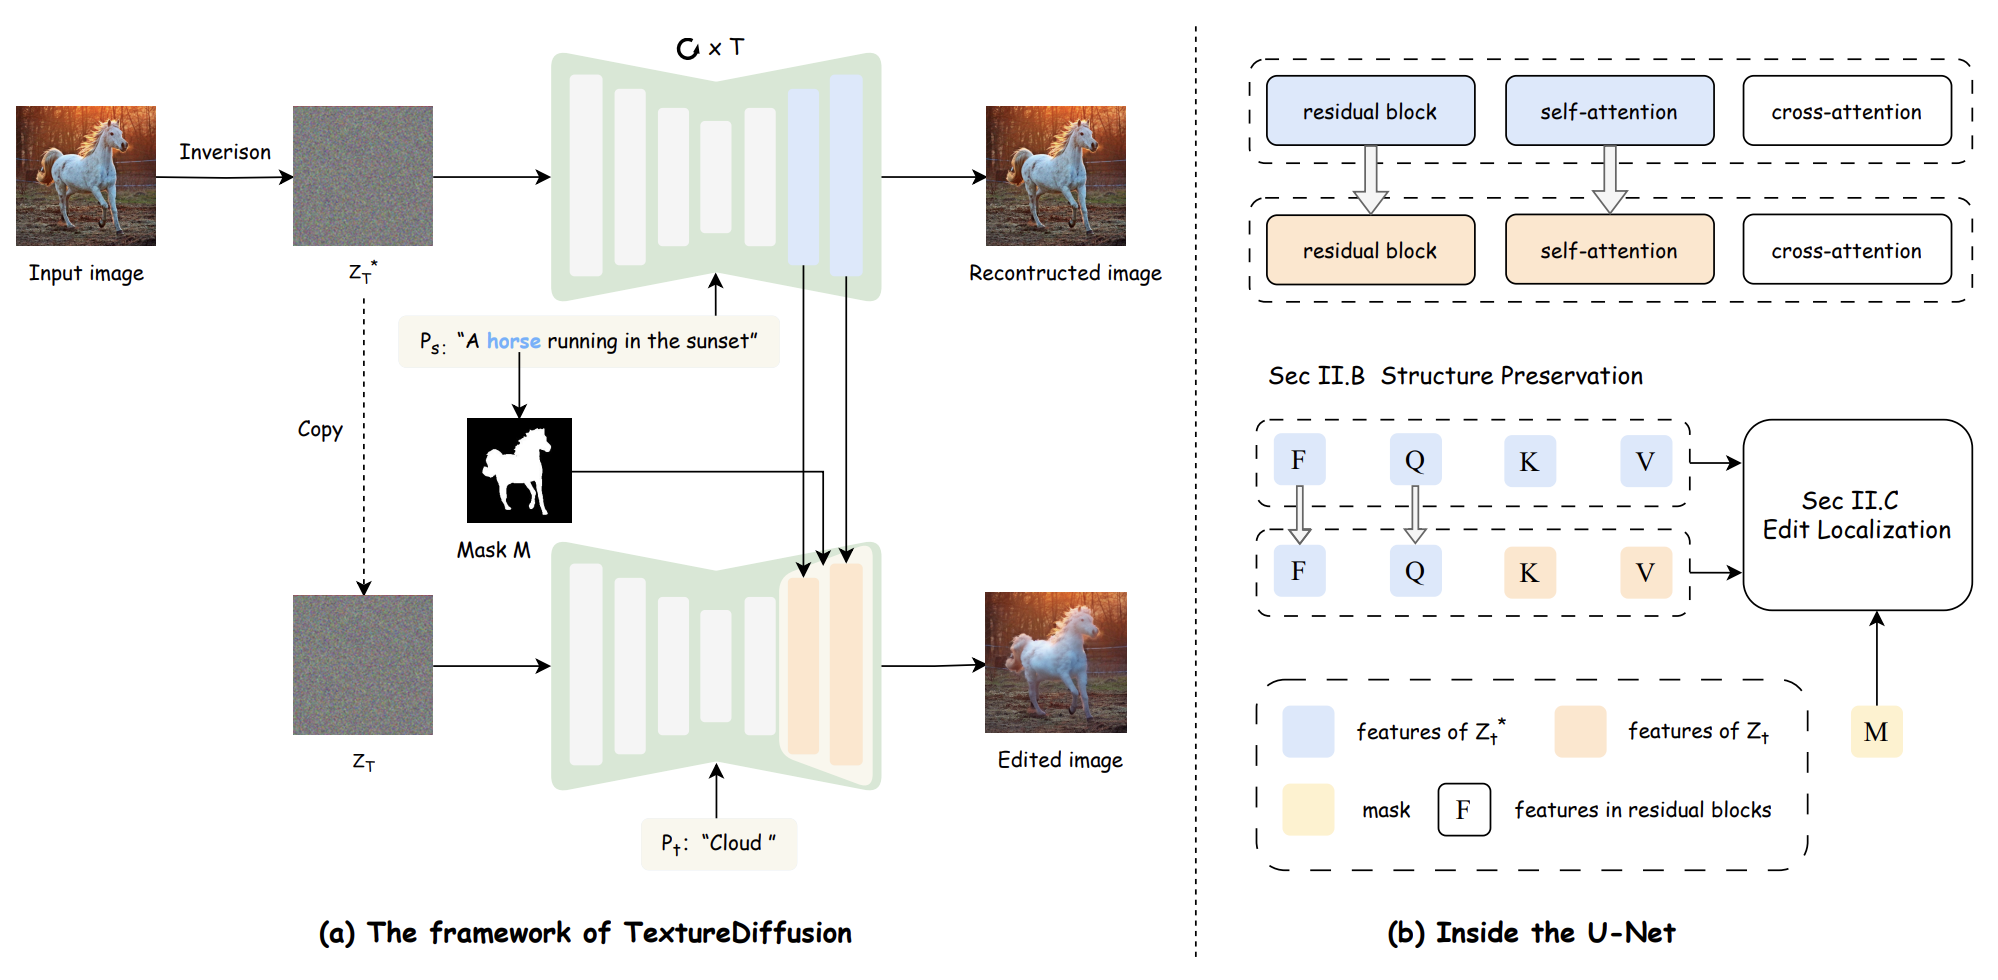 x T
Inverison
Input image
Z_T^*
Recontructed image
P_s: “A horse running in the sunset”
Copy
Mask M
Z_T
Edited image
P_t: “Cloud ”
(a) The framework of TextureDiffusion
residual block
self-attention
cross-attention
residual block
self-attention
cross-attention
Sec II.B Structure Preservation
F
Q
K
V
F
Q
K
V
Sec II.C
Edit Localization
features of Z_t^*
features of Z_t
M
mask
F
features in residual blocks
(b) Inside the U-Net